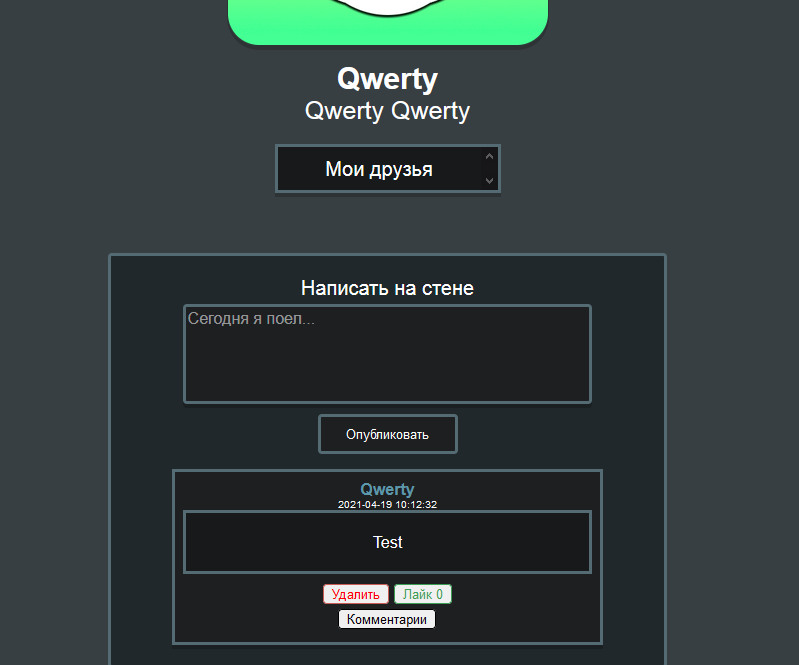 Qwerty
Qwerty Qwerty
Мои друзья
Написать на стене
Сегодня я поел...
Опубликовать
Qwerty
2021-04-19 10:12:32
Test
Удалить Лайк 0
Комментарии